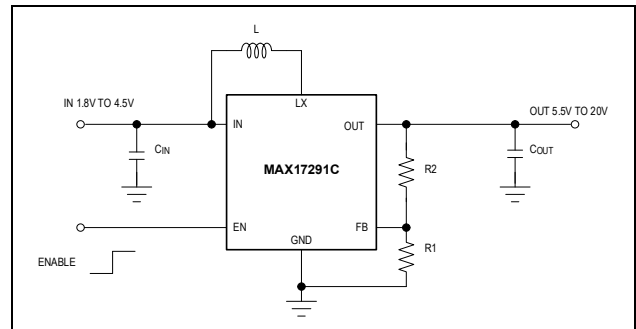 L
IN 1.8V TO 4.5V
LX
OUT 5.5V TO 20V
IN
OUT
CIN
COUT
MAX17291C
R2
EN
FB
GND
R1
ENABLE